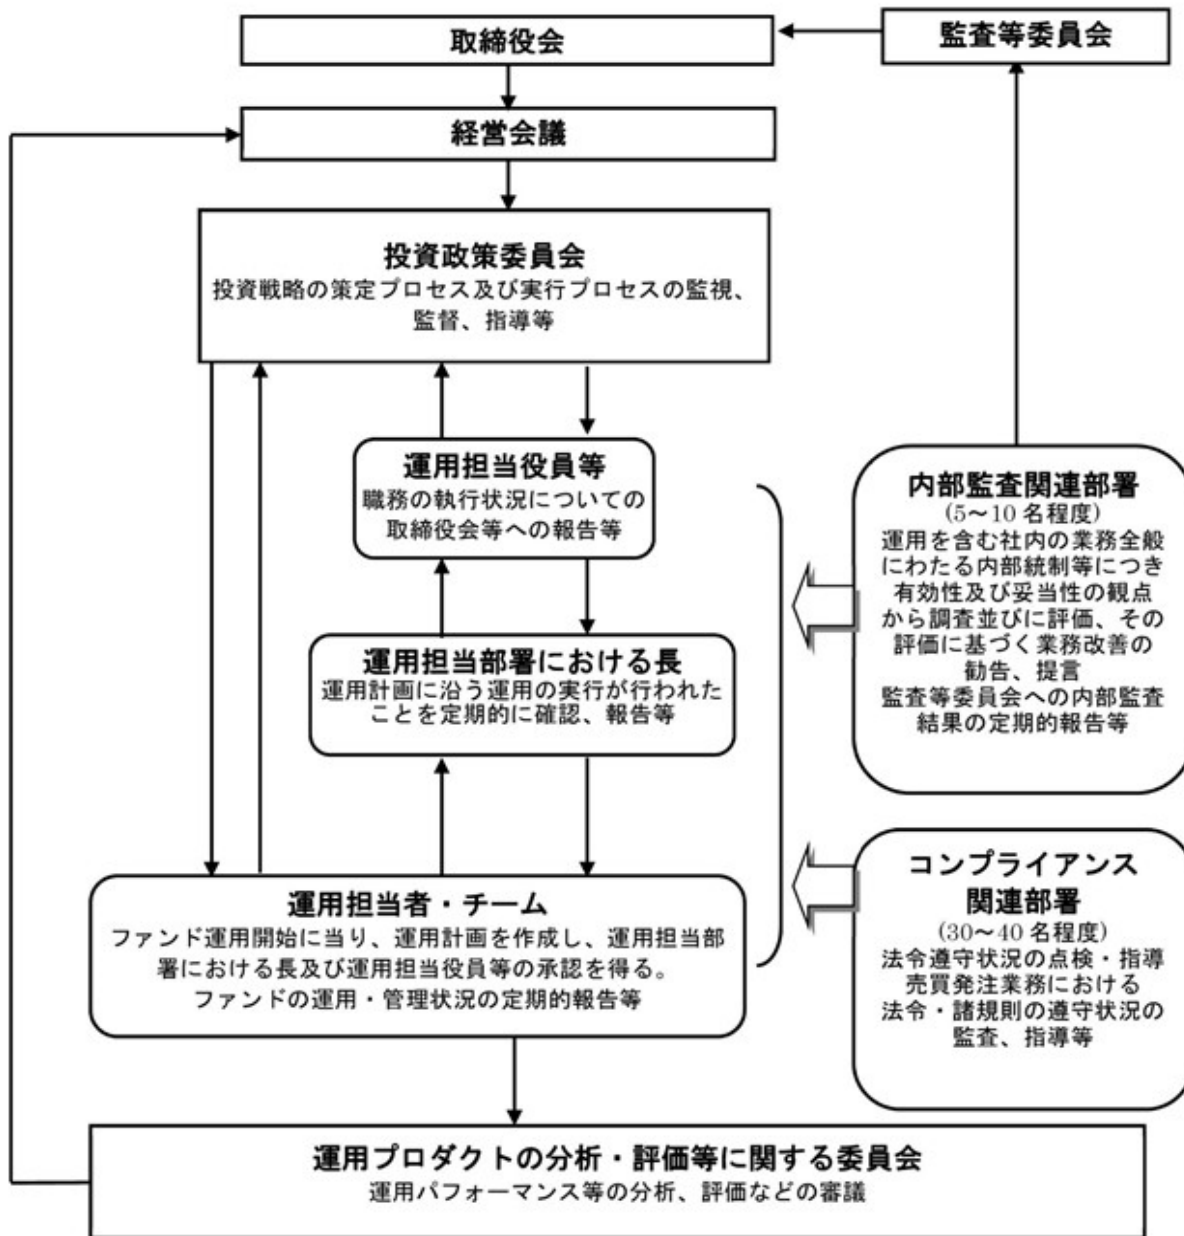 取締役会
監査等委員会
経営会議
投資政策委員会
投資戦略の策定プロセス及び実行プロセスの監視、
監督、指導等
運用担当役員等
職務の執行状況についての
取締役会等への報告等
運用担当部署における長
運用計画に沿う運用の実行が行われた
ことを定期的に確認、報告等
運用担当者・チーム
ファンド運用開始に当り、運用計画を作成し、運用担当部
署における長及び運用担当役員等の承認を得る。
ファンドの運用・管理状況の定期的報告等
内部監査関連部署
(5～10 名程度)
運用を含む社内の業務全般
にわたる内部統制等につき
有効性及び妥当性の観点
から調査並びに評価、その
評価に基づく業務改善の
勧告、提言
監査等委員会への内部監査
結果の定期的報告等
コンプライアンス
関連部署
(30～40 名程度)
法令遵守状況の点検・指導
売買発注業務における
法令・諸規則の遵守状況の
監査、指導等
運用プロダクトの分析・評価等に関する委員会
運用パフォーマンス等の分析、評価などの審議